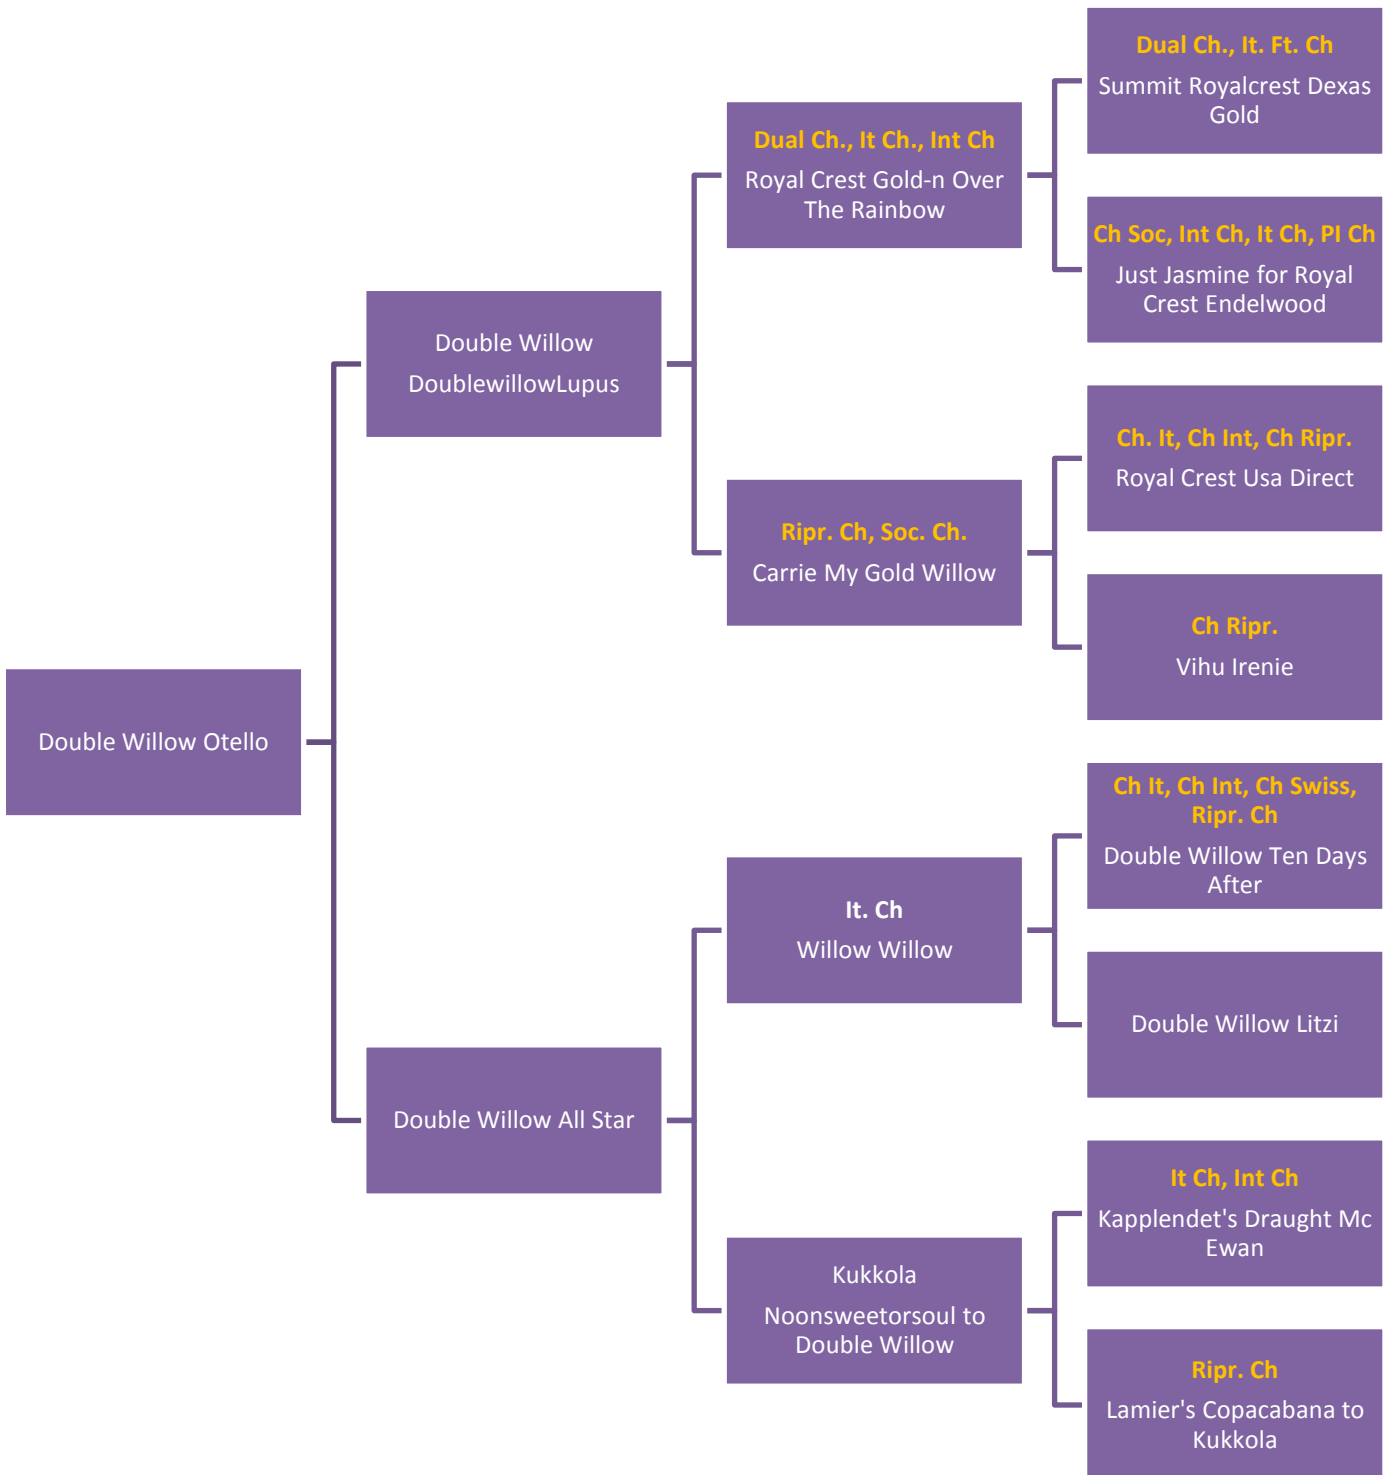 Double Willow Otello
Double Willow
DoublewillowLupus
Dual Ch., It Ch., Int Ch
Royal Crest Gold-n Over
The Rainbow
Dual Ch., It. Ft. Ch
Summit Royalcrest Dexas
Gold
Ch Soc, Int Ch, It Ch, PI Ch
Just Jasmine for Royal
Crest Endelwood
Ripr. Ch, Soc. Ch.
Carrie My Gold Willow
Ch. It, Ch Int, Ch Ripr.
Royal Crest Usa Direct
Ch Ripr.
Vihu Irenie
Double Willow All Star
It. Ch
Willow Willow
Ch It, Ch Int, Ch Swiss,
Ripr. Ch
Double Willow Ten Days
After
Double Willow Litzi
Kukkola
Noonsweetorsoul to
Double Willow
It Ch, Int Ch
Kapplendet's Draught Mc
Ewan
Ripr. Ch
Lamier's Copacabana to
Kukkola